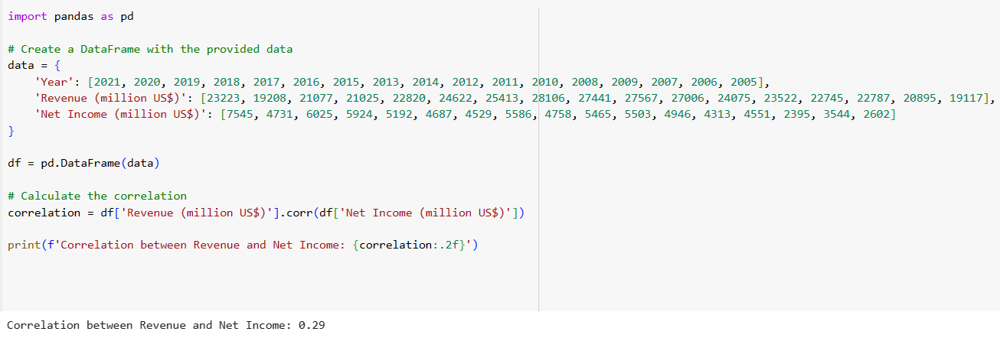 import pandas as pd
# Create a DataFrame with the provided data
data = {
    'Year': [2021, 2020, 2019, 2018, 2017, 2016, 2015, 2013, 2014, 2012, 2011, 2010, 2008, 2009, 2007, 2006, 2005],
    'Revenue (million US$)': [23223, 19208, 21077, 21025, 22820, 24622, 25413, 28106, 27441, 27567, 27006, 24075, 23522, 22745, 22787, 20895, 19117],
    'Net Income (million US$)': [7545, 4731, 6025, 5924, 5192, 4687, 4529, 5586, 4758, 5465, 5503, 4946, 4313, 4551, 2395, 3544, 2602]
}
df = pd.DataFrame(data)
# Calculate the correlation
correlation = df['Revenue (million US$)'].corr(df['Net Income (million US$)'])
print(f'Correlation between Revenue and Net Income: {correlation:.2f}')
Correlation between Revenue and Net Income: 0.29